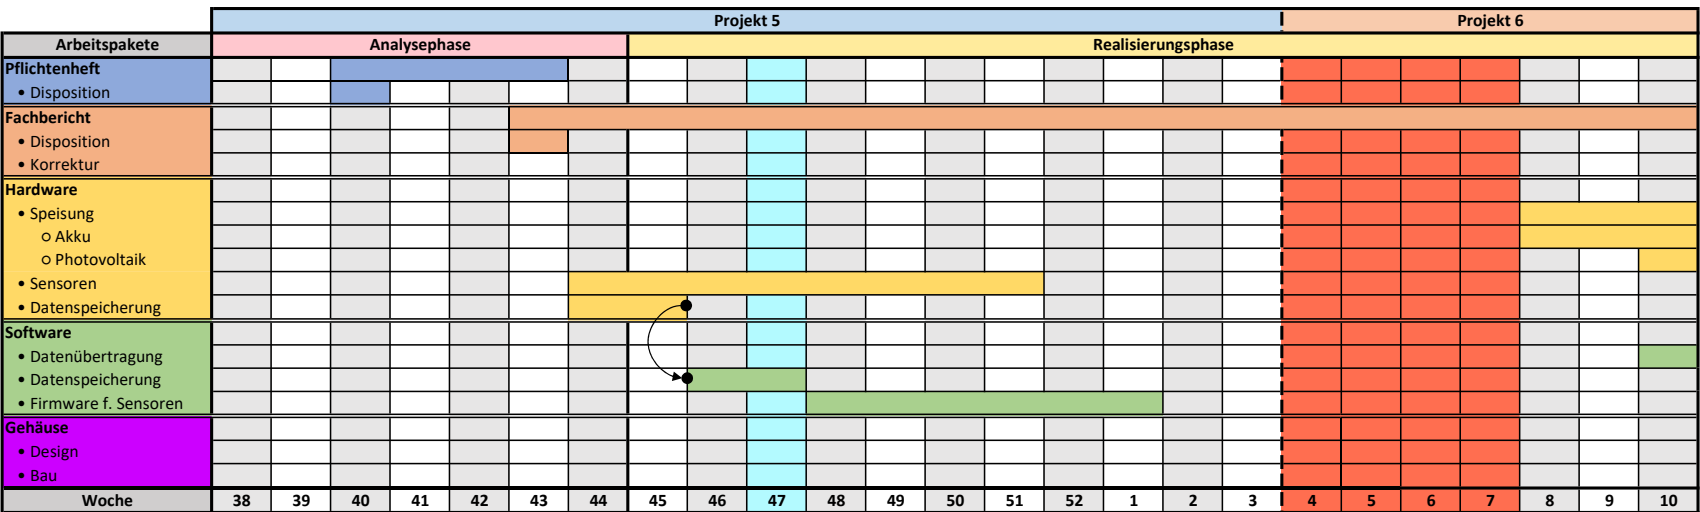 Projekt 5 Projekt 6
Arbeitspakete Analysephase Realisierungsphase
Pflichtenheft
• Disposition
Fachbericht
• Disposition
• Korrektur
Hardware
• Speisung
o Akku
o Photovoltaik
• Sensoren
• Datenspeicherung
Software
• Datenübertragung
• Datenspeicherung
• Firmware f. Sensoren
Gehäuse
• Design
• Bau
Woche 38 39 40 41 42 43 44 45 46 47 48 49 50 51 52 1 2 3 4 5 6 7 8 9 10